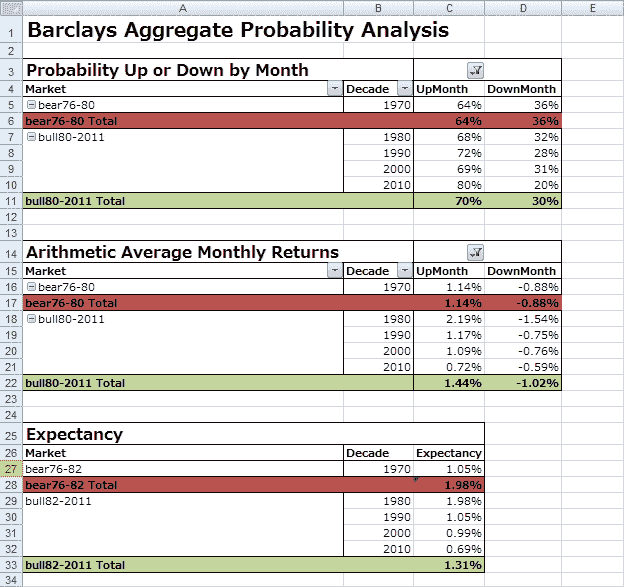 A B C D E
1 Barclays Aggregate Probability Analysis
2
3 Probability Up or Down by Month
4 Market Decade UpMonth DownMonth
5 bear76-80 1970 64% 36%
6 bear76-80 Total 64% 36%
7 bull80-2011 1980 68% 32%
8 1990 72% 28%
9 2000 69% 31%
10 2010 80% 20%
11 bull80-2011 Total 70% 30%
12
13
14 Arithmetic Average Monthly Returns
15 Market Decade UpMonth DownMonth
16 bear76-80 1970 1.14% -0.88%
17 bear76-80 Total 1.14% -0.88%
18 bull80-2011 1980 2.19% -1.54%
19 1990 1.17% -0.75%
20 2000 1.09% -0.76%
21 2010 0.72% -0.59%
22 bull80-2011 Total 1.44% -1.02%
23
24
25 Expectancy
26 Market Decade Expectancy
27 bear76-82 1970 1.05%
28 bear76-82 Total 1.98%
29 bull82-2011 1980 1.98%
30 1990 1.05%
31 2000 0.99%
32 2010 0.69%
33 bull82-2011 Total 1.31%
34